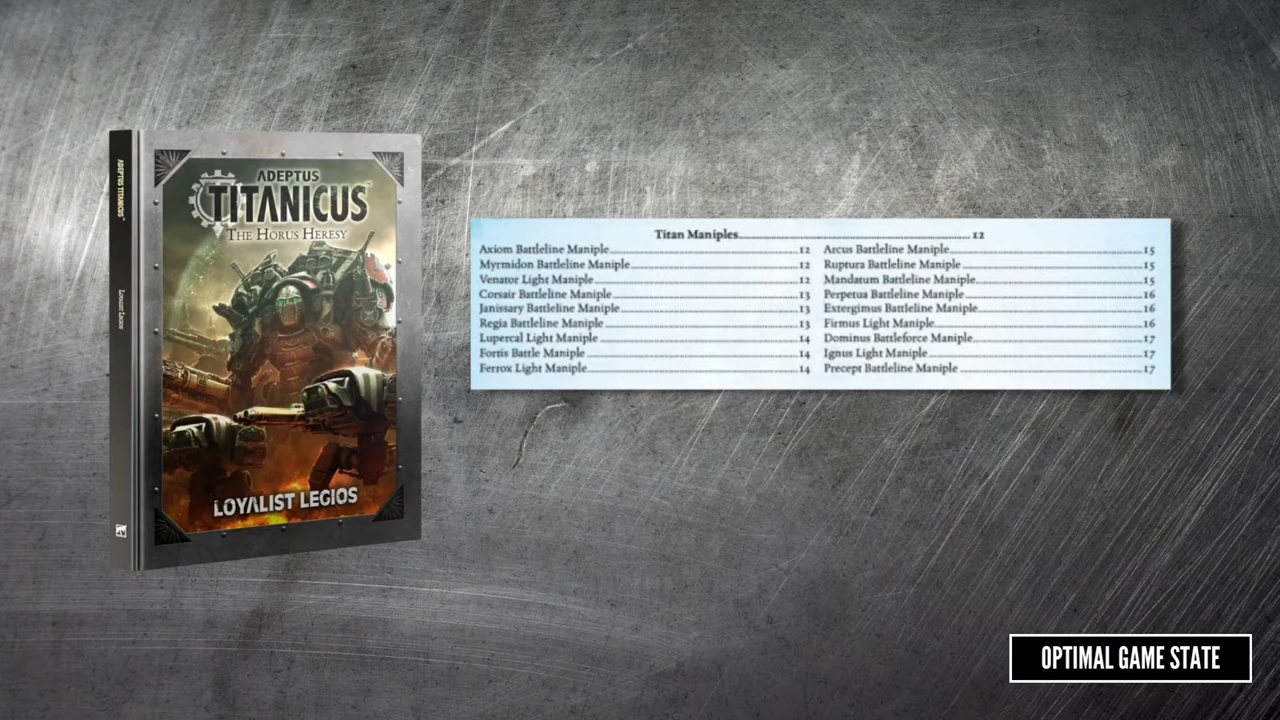 ADEPTUS TITANICUS
LOYALIST LEGIOS
ADEPTUS
TITANICUS
THE HORUS HERESY
LOYALIST LEGIOS
Titan Maniples 12
Axiom Battleline Maniple 12
Myrmidon Battleline Maniple 12
Venator Light Maniple 12
Corsair Battleline Maniple 13
Janissary Battleline Maniple 13
Regia Battleline Maniple 13
Lupercal Light Maniple 14
Fortis Battle Maniple 14
Ferrox Light Maniple 14
Arcus Battleline Maniple 15
Ruptura Battleline Maniple 15
Mandatum Battleline Maniple 15
Perpetua Battleline Maniple 16
Extergimus Battleline Maniple 16
Firmus Light Maniple 16
Dominus Battleforce Maniple 17
Ignus Light Maniple 17
Precept Battleline Maniple 17
OPTIMAL GAME STATE